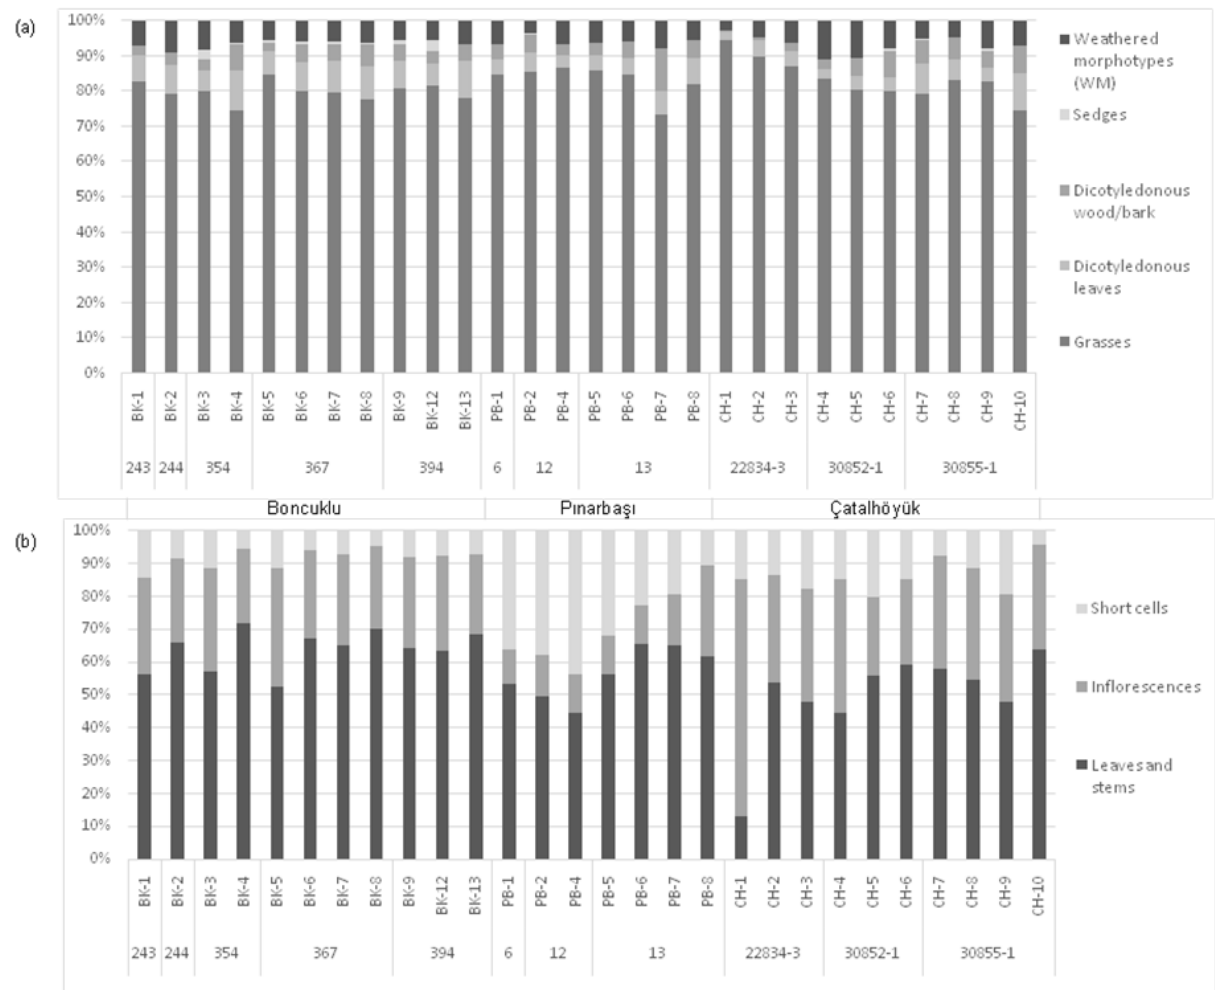 (a)
100%
90%
80%
70%
60%
50%
40%
30%
20%
10%
0%
Weathered
morphotypes
(WM)
Sedges
Dicotyledonous
wood/bark
Dicotyledonous
leaves
Grasses
BK-1 BK-2 BK-3 BK-4 BK-5 BK-6 BK-7 BK-8 BK-9 BK-12 BK-13 PB-1 PB-2 PB-4 PB-5 PB-6 PB-7 PB-8 CH-1 CH-2 CH-3 CH-4 CH-5 CH-6 CH-7 CH-8 CH-9 CH-10
243 244 354 367 394 6 12 13 22834-3 30852-1 30855-1
Boncuklu Pınarbaşı Çatalhöyük
(b)
100%
90%
80%
70%
60%
50%
40%
30%
20%
10%
0%
Short cells
Inflorescences
Leaves and
stems
BK-1 BK-2 BK-3 BK-4 BK-5 BK-6 BK-7 BK-8 BK-9 BK-12 BK-13 PB-1 PB-2 PB-4 PB-5 PB-6 PB-7 PB-8 CH-1 CH-2 CH-3 CH-4 CH-5 CH-6 CH-7 CH-8 CH-9 CH-10
243 244 354 367 394 6 12 13 22834-3 30852-1 30855-1